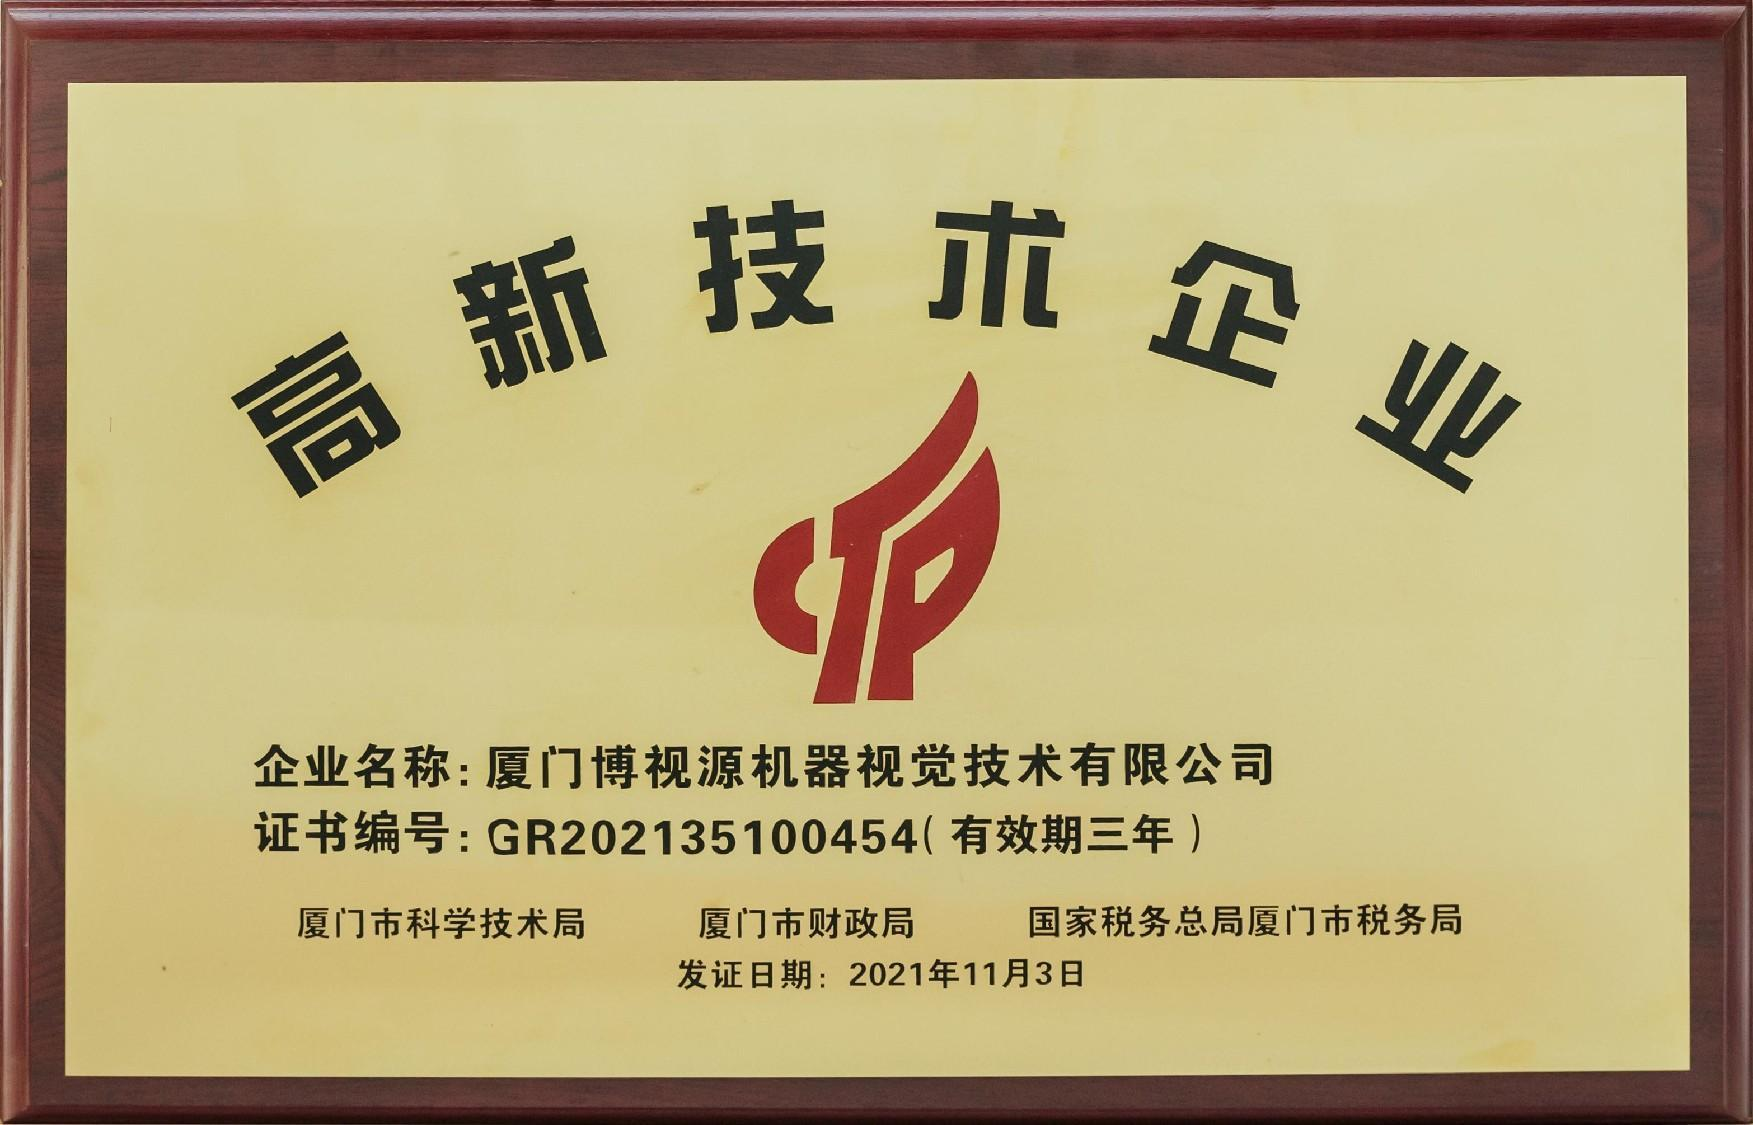 高新技术企业
CTP
企业名称：厦门博视源机器视觉技术有限公司
证书编号：GR202135100454（有效期三年）
厦门市科学技术局 厦门市财政局 国家税务总局厦门市税务局
发证日期：2021年11月3日